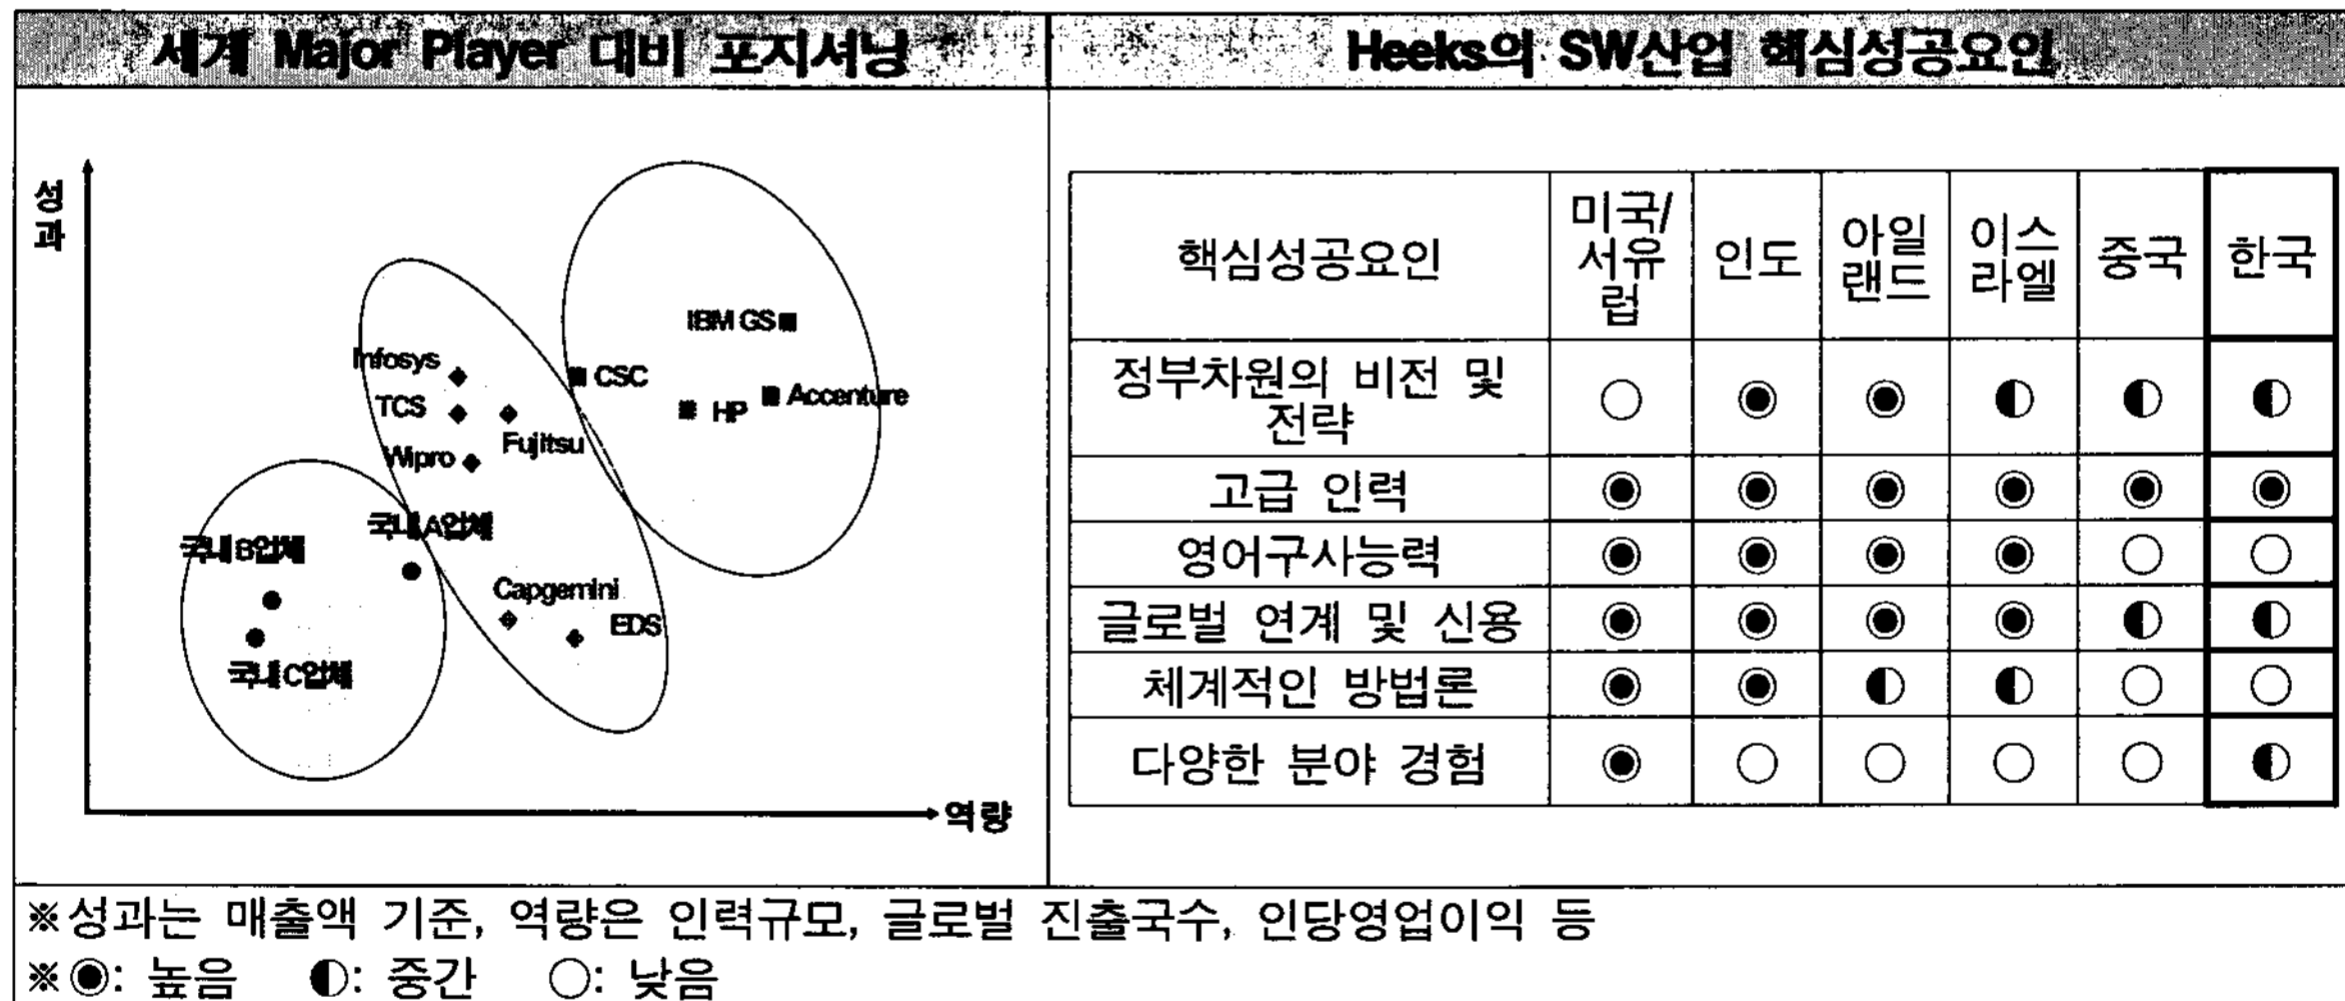 세계 Major Player 대비 포지셔닝
Heeks의 SW산업 핵심성공요인
성과
IBM GS
Infosys
CSC
Accenture
TCS
HP
Fujitsu
Wipro
국내A업체
국내B업체
Capgemini
EDS
국내C업체
역량
핵심성공요인 미국/서유럽 인도 아일랜드 이스라엘 중국 한국
정부차원의 비전 및 전략 ○ ◉ ◉ ◐ ◐ ◐
고급 인력 ◉ ◉ ◉ ◉ ◉ ◉
영어구사능력 ◉ ◉ ◉ ◉ ○ ○
글로벌 연계 및 신용 ◉ ◉ ◉ ◉ ◐ ◐
체계적인 방법론 ◉ ◉ ◐ ◐ ○ ○
다양한 분야 경험 ◉ ○ ○ ○ ○ ◐
※성과는 매출액 기준, 역량은 인력규모, 글로벌 진출국수, 인당영업이익 등
※◉: 높음 ◐: 중간 ○: 낮음